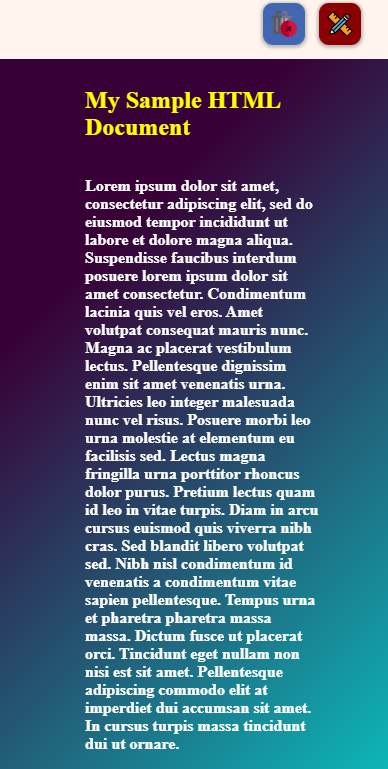 My Sample HTML
Document
Lorem ipsum dolor sit amet,
consectetur adipiscing elit, sed do
eiusmod tempor incididunt ut
labore et dolore magna aliqua.
Suspendisse faucibus interdum
posuere lorem ipsum dolor sit
amet consectetur. Condimentum
lacinia quis vel eros. Amet
volutpat consequat mauris nunc.
Magna ac placerat vestibulum
lectus. Pellentesque dignissim
enim sit amet venenatis urna.
Ultricies leo integer malesuada
nunc vel risus. Posuere morbi leo
urna molestie at elementum eu
facilisis sed. Lectus magna
fringilla urna porttitor rhoncus
dolor purus. Pretium lectus quam
id leo in vitae turpis. Diam in arcu
cursus euismod quis viverra nibh
cras. Sed blandit libero volutpat
sed. Nibh nisl condimentum id
venenatis a condimentum vitae
sapien pellentesque. Tempus urna
et pharetra pharetra massa
massa. Dictum fusce ut placerat
orci. Tincidunt eget nullam non
nisi est sit amet. Pellentesque
adipiscing commodo elit at
imperdiet dui accumsan sit amet.
In cursus turpis massa tincidunt
dui ut ornare.